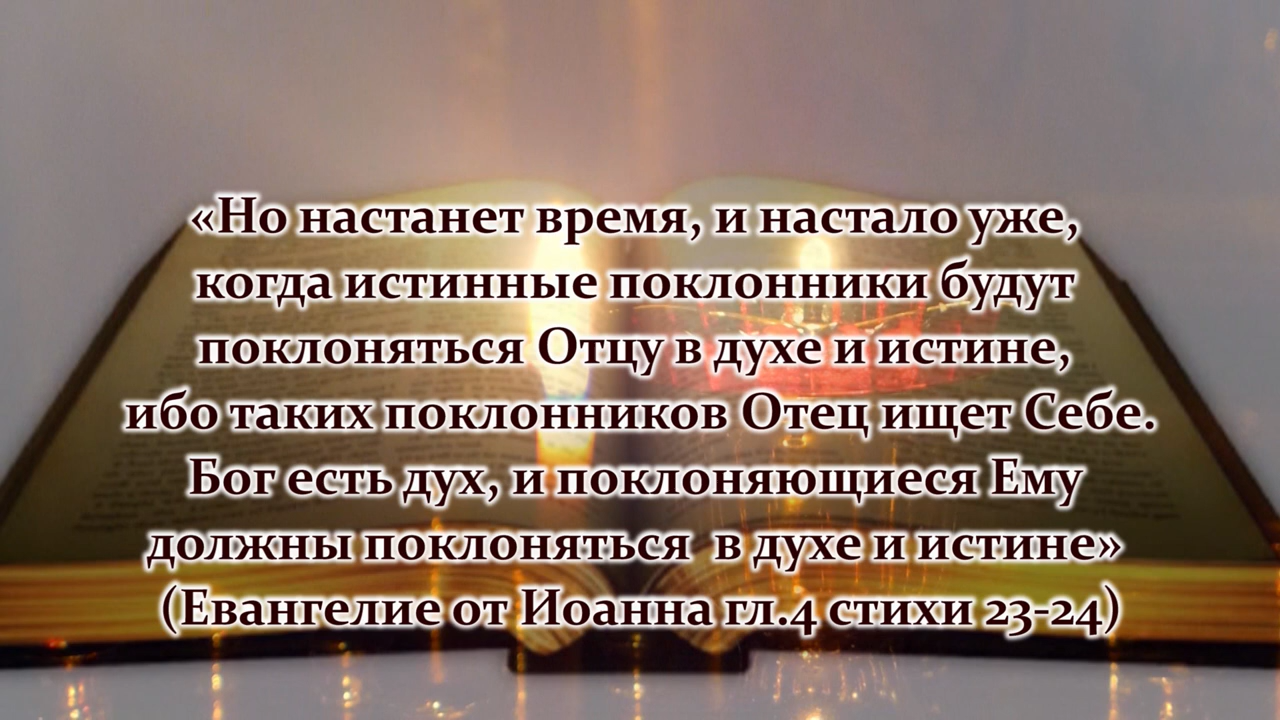 «Но настанет время, и настало уже,
когда истинные поклонники будут
поклоняться Отцу в духе и истине,
ибо таких поклонников Отец ищет Себе.
Бог есть дух, и поклоняющиеся Ему
должны поклоняться  в духе и истине»
(Евангелие от Иоанна гл.4 стихи 23-24)